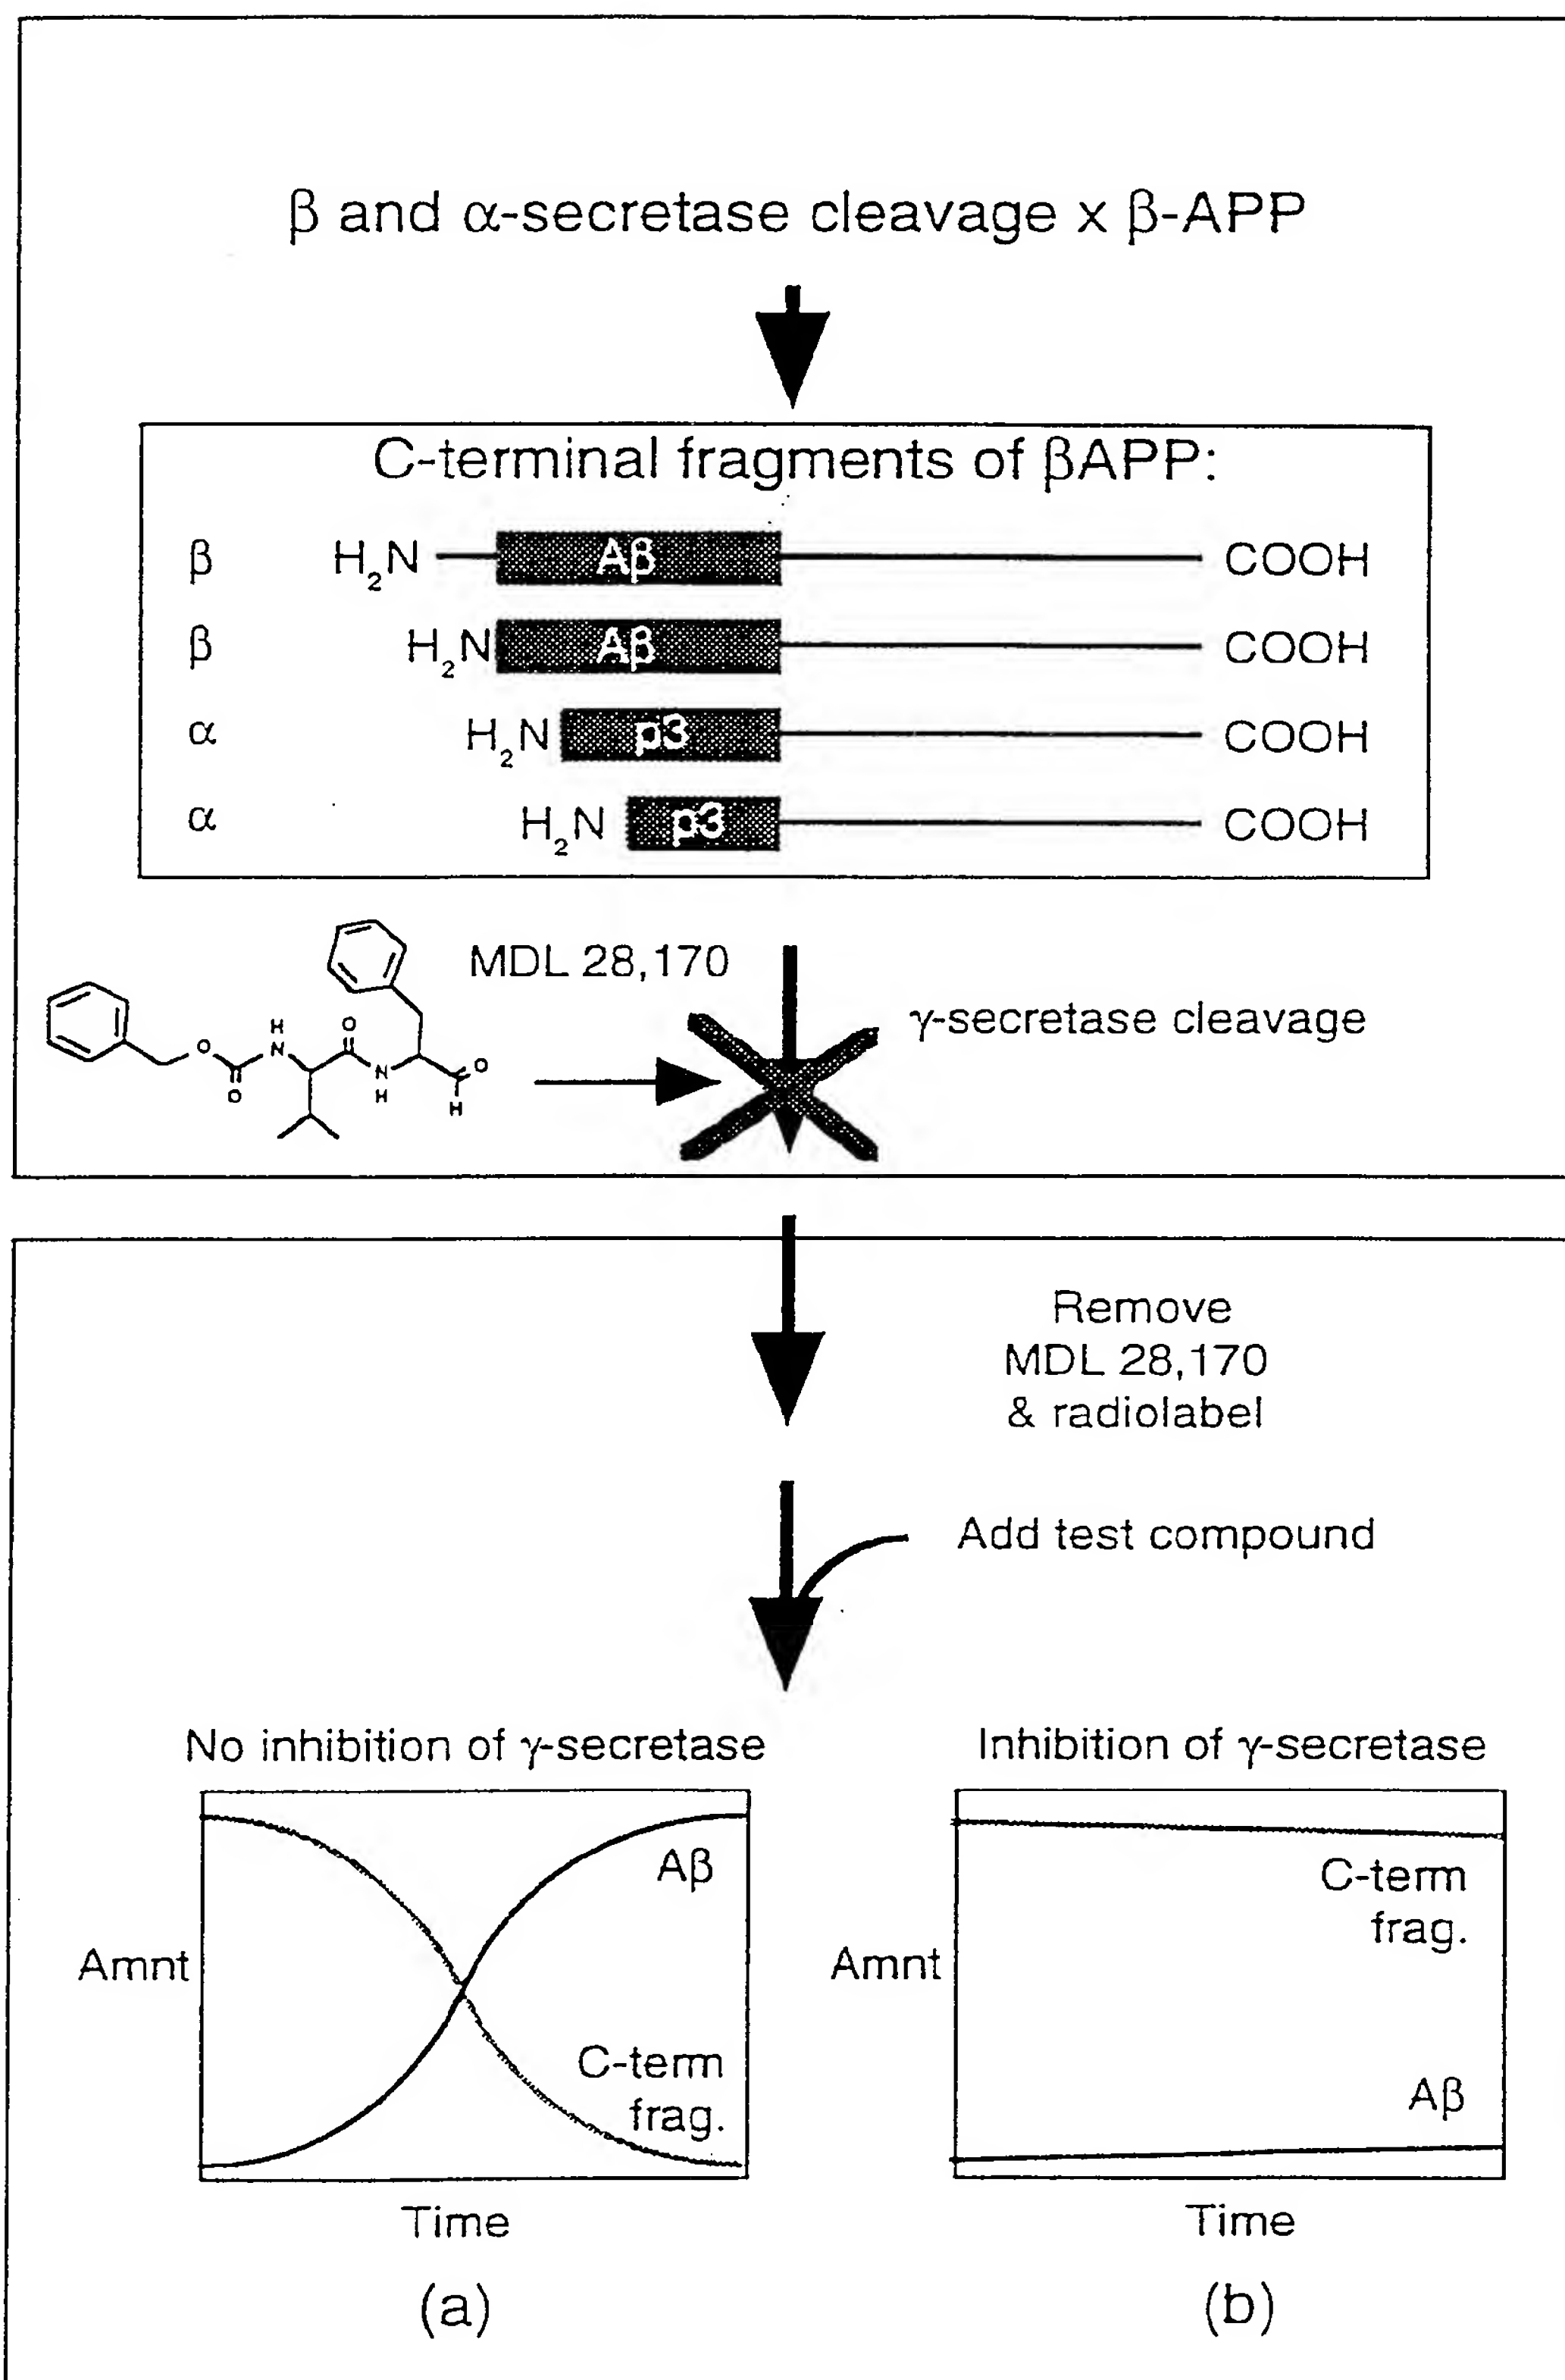 β and α-secretase cleavage x β-APP
C-terminal fragments of βAPP:
β H₂N Aβ COOH
β H₂N Aβ COOH
α H₂N p3 COOH
α H₂N p3 COOH
MDL 28,170
γ-secretase cleavage
O
O
H
N
O
N
H
O
H
Remove
MDL 28,170
& radiolabel
Add test compound
No inhibition of γ-secretase
Aβ
Amnt
C-term
frag.
Time
(a)
Inhibition of γ-secretase
C-term
frag.
Amnt
Aβ
Time
(b)